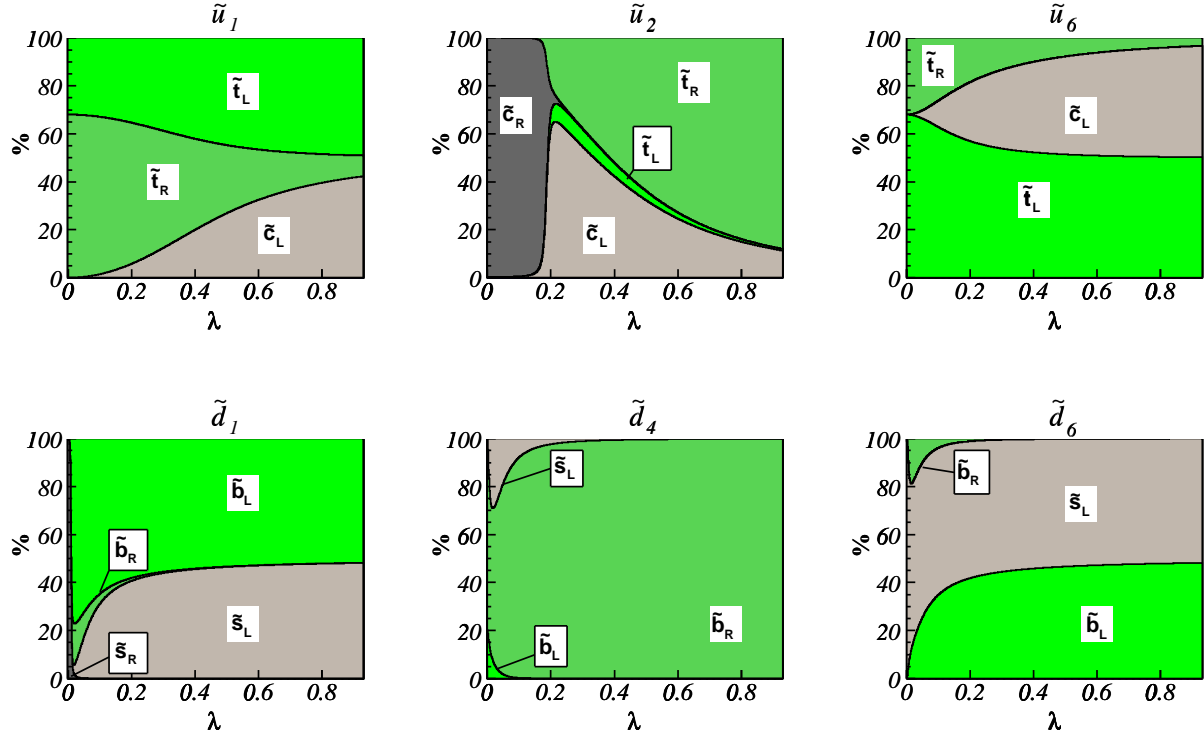 ũ₁ ũ₂ ũ₆
100 100 100
80 80 80
60 60 60
40 40 40
20 20 20
0 0 0
% % %
t̃L t̃R t̃R
c̃R c̃L
t̃R t̃L t̃L
c̃L c̃L
0 0.2 0.4 0.6 0.8 0 0.2 0.4 0.6 0.8 0 0.2 0.4 0.6 0.8
λ λ λ
d̃₁ d̃₄ d̃₆
100 100 100
80 80 80
60 60 60
40 40 40
20 20 20
0 0 0
% % %
b̃L s̃L b̃R
b̃R s̃L
s̃L b̃R b̃L
s̃R b̃L
0 0.2 0.4 0.6 0.8 0 0.2 0.4 0.6 0.8 0 0.2 0.4 0.6 0.8
λ λ λ